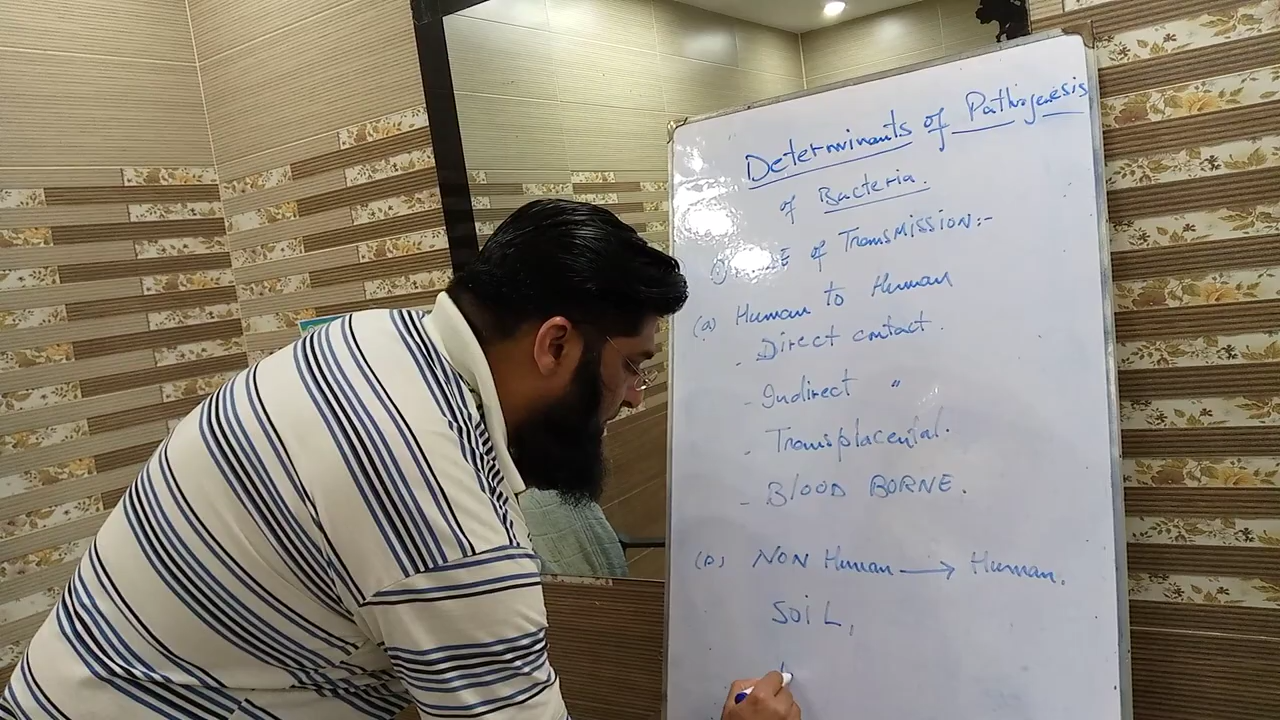 Determinants of Pathogenesis
of Bacteria.
of Transmission:-
(a) Human to Human
- Direct contact.
- Indirect "
- Transplacental.
- BLOOD BORNE.
(b) NON Human → Human.
SOIL,